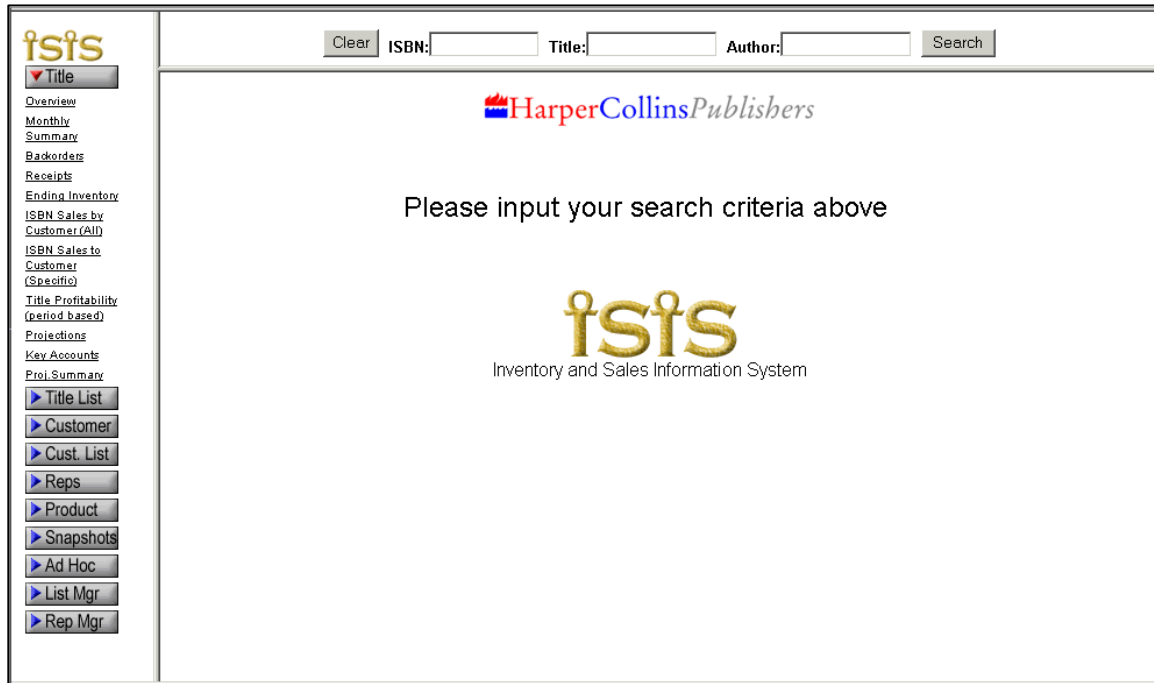 isis
Clear ISBN: Title: Author: Search
Title
Overview
Monthly
Summary
Backorders
Receipts
Ending Inventory
ISBN Sales by
Customer (All)
ISBN Sales to
Customer
(Specific)
Title Profitability
(period based)
Projections
Key Accounts
Proj.Summary
Title List
Customer
Cust. List
Reps
Product
Snapshots
Ad Hoc
List Mgr
Rep Mgr
HarperCollinsPublishers
Please input your search criteria above
isis
Inventory and Sales Information System